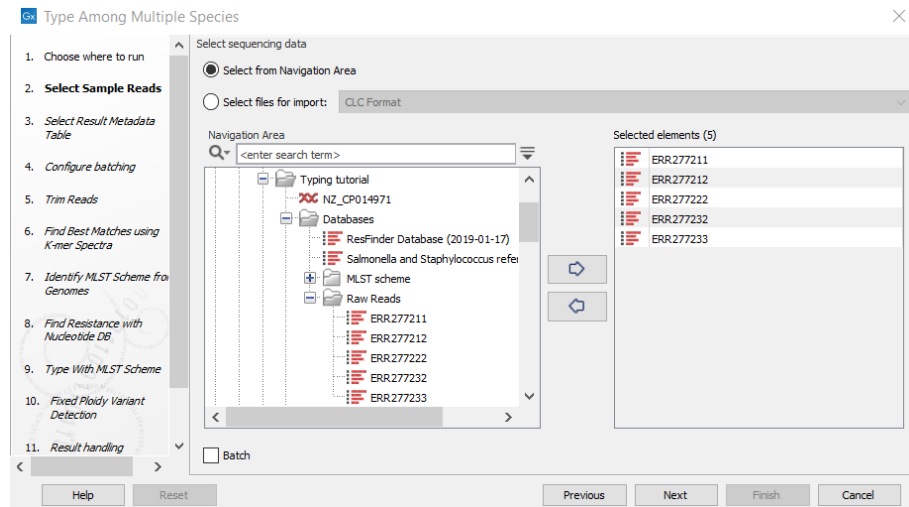 Gx Type Among Multiple Species
1. Choose where to run
2. Select Sample Reads
3. Select Result Metadata
Table
4. Configure batching
5. Trim Reads
6. Find Best Matches using
K-mer Spectra
7. Identify MLST Scheme from
Genomes
8. Find Resistance with
Nucleotide DB
9. Type With MLST Scheme
10. Fixed Ploidy Variant
Detection
11. Result handling
Select sequencing data
Select from Navigation Area
Select files for import: CLC Format
Navigation Area
<enter search term>
Typing tutorial
NZ_CP014971
Databases
ResFinder Database (2019-01-17)
Salmonella and Staphylococcus refer
MLST scheme
Raw Reads
ERR277211
ERR277212
ERR277222
ERR277232
ERR277233
Selected elements (5)
ERR277211
ERR277212
ERR277222
ERR277232
ERR277233
Batch
Help Reset Previous Next Finish Cancel